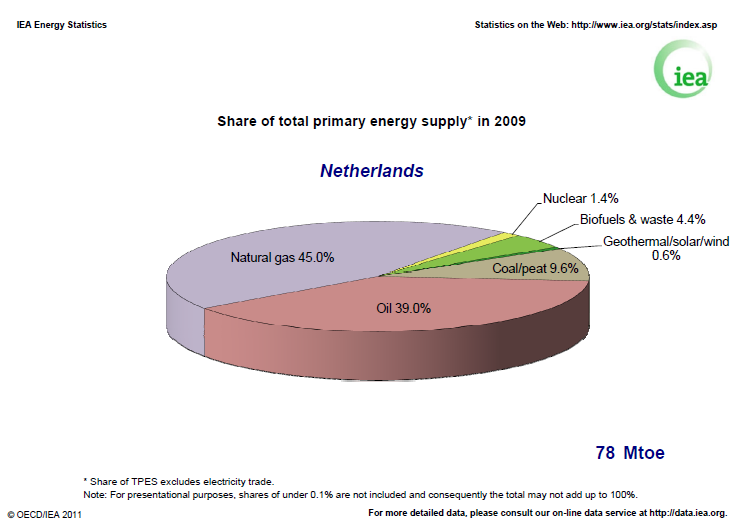 IEA Energy Statistics
Statistics on the Web: http://www.iea.org/stats/index.asp
iea
Share of total primary energy supply* in 2009
Netherlands
Nuclear 1.4%
Biofuels & waste 4.4%
Geothermal/solar/wind
0.6%
Natural gas 45.0%
Coal/peat 9.6%
Oil 39.0%
78 Mtoe
* Share of TPES excludes electricity trade.
Note: For presentational purposes, shares of under 0.1% are not included and consequently the total may not add up to 100%.
© OECD/IEA 2011
For more detailed data, please consult our on-line data service at http://data.iea.org.